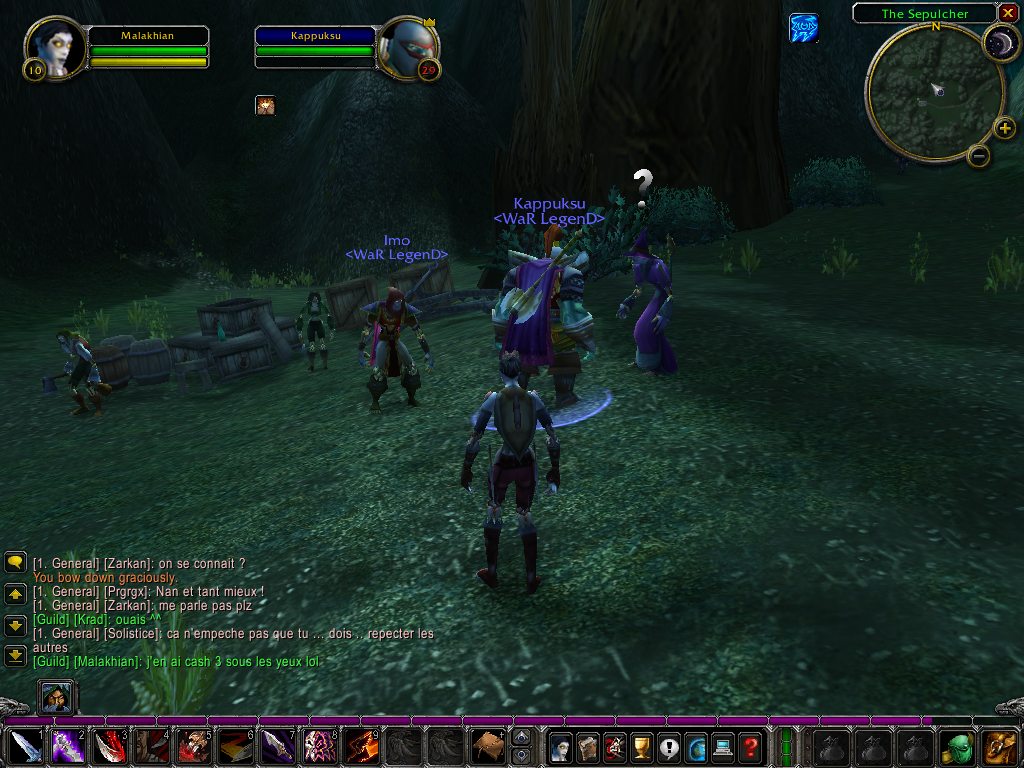 Malakhian
10
Kappuksu
29
The Sepulcher
N
Kappuksu
<WaR LegenD>
Imo
<WaR LegenD>
[1. General] [Zarkan]: on se connait ?
You bow down graciously.
[1. General] [Prgrgx]: Nan et tant mieux !
[1. General] [Zarkan]: me parle pas plz
[Guild] [Krad]: ouais ^^
[1. General] [Solistice]: ca n'empeche pas que tu ... dois .. repecter les
autres
[Guild] [Malakhian]: j'en ai cash 3 sous les yeux lol